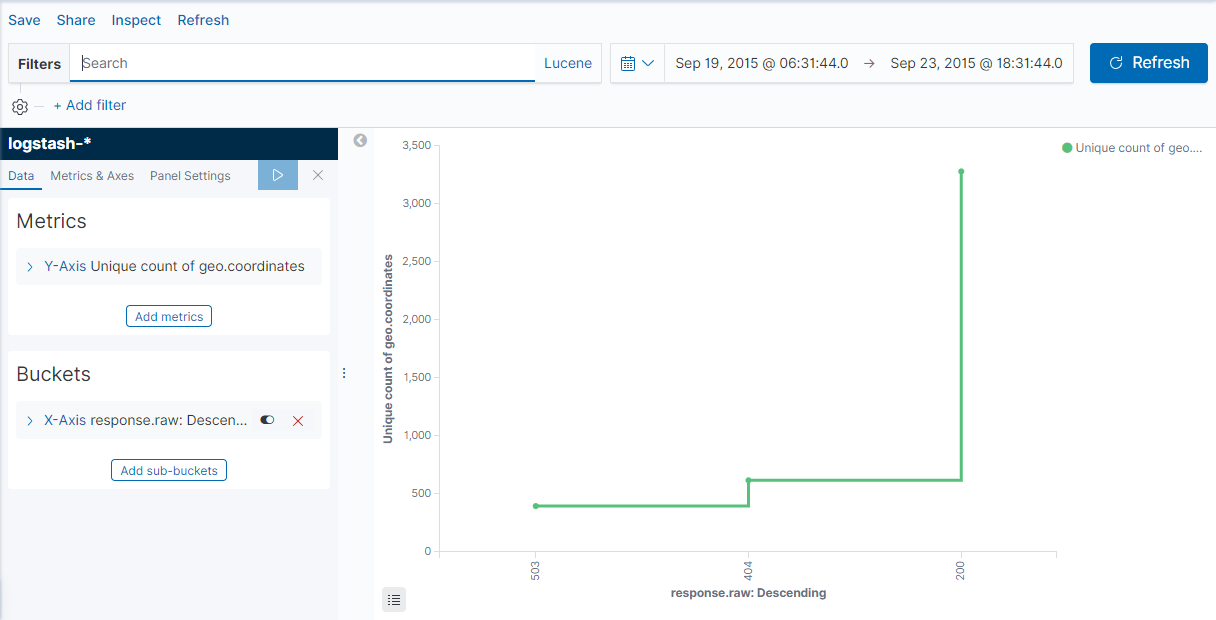 Save Share Inspect Refresh
Filters Search Lucene Sep 19, 2015 @ 06:31:44.0 → Sep 23, 2015 @ 18:31:44.0 Refresh
+ Add filter
logstash-*
Data Metrics & Axes Panel Settings
Metrics
Y-Axis Unique count of geo.coordinates
Add metrics
Buckets
X-Axis response.raw: Descen...
Add sub-buckets
Unique count of geo.coordinates
3,500
3,000
2,500
2,000
1,500
1,000
500
0
503
404
200
response.raw: Descending
Unique count of geo....